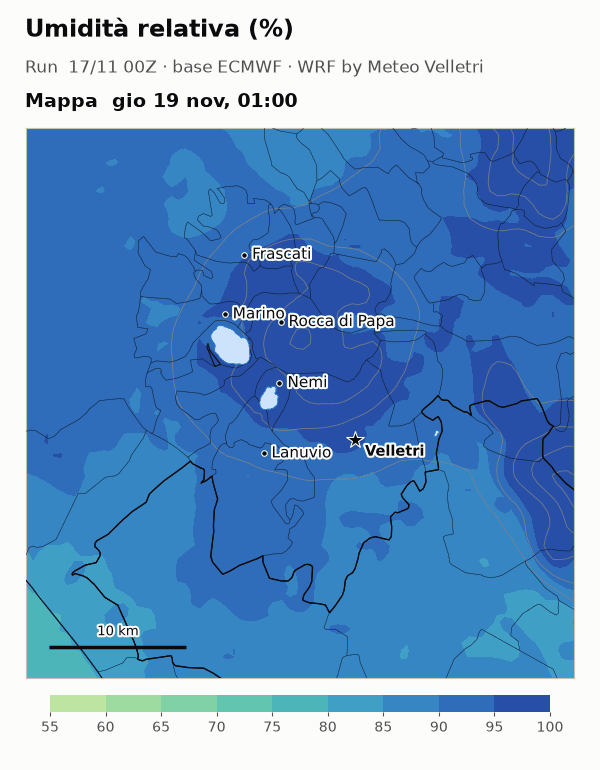 Umidità relativa (%)
Run  17/11 00Z · base ECMWF · WRF by Meteo Velletri
Mappa  gio 19 nov, 01:00
Frascati
Marino
Rocca di Papa
Nemi
Velletri
Lanuvio
10 km
55 60 65 70 75 80 85 90 95 100